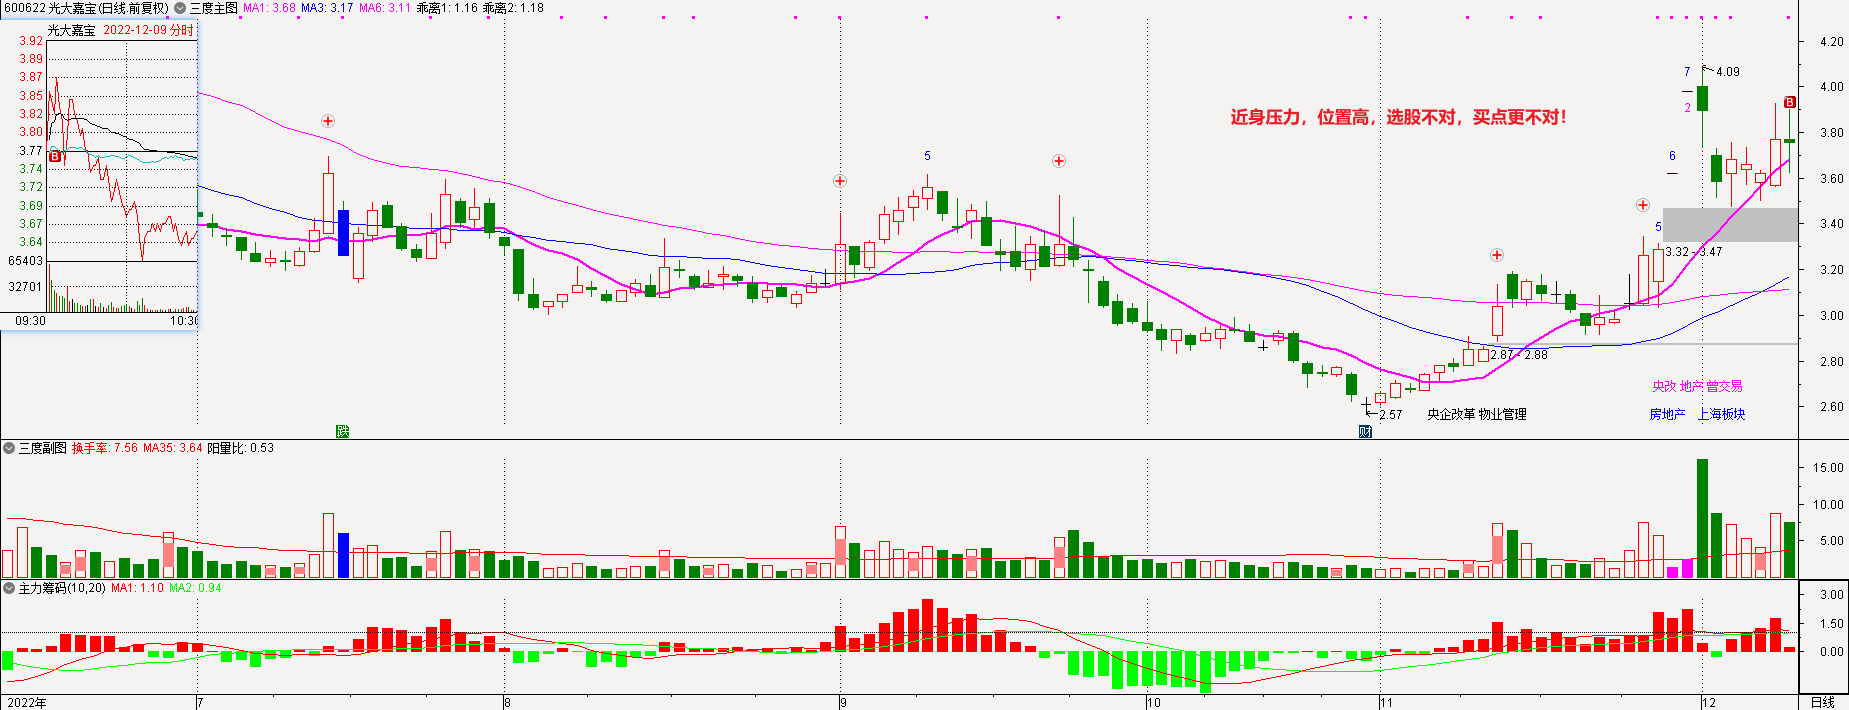 600622 光大嘉宝(日线.前复权) 三度主图 MA1: 3.68 MA3: 3.17 MA6: 3.11 乖离1: 1.16 乖离2: 1.18
光大嘉宝 2022-12-09 分时
3.92
3.89
3.87
3.85
3.82
3.80
3.77
3.74
3.72
3.69
3.67
3.64
65403
32701
09:30 10:30
B
5
近身压力，位置高，选股不对，买点更不对！
7
2
6
5
4.09
B
3.32 - 3.47
2.87 - 2.88
2.57
央企改革 物业管理
央改 地产 曾交易
房地产 上海板块
跌
财
4.20
4.00
3.80
3.60
3.40
3.20
3.00
2.80
2.60
三度副图 换手率: 7.56 MA35: 3.64 阳量比: 0.53
15.00
10.00
5.00
主力筹码(10,20) MA1: 1.10 MA2: 0.94
3.00
1.50
0.00
2022年 7 8 9 10 11 12 日线